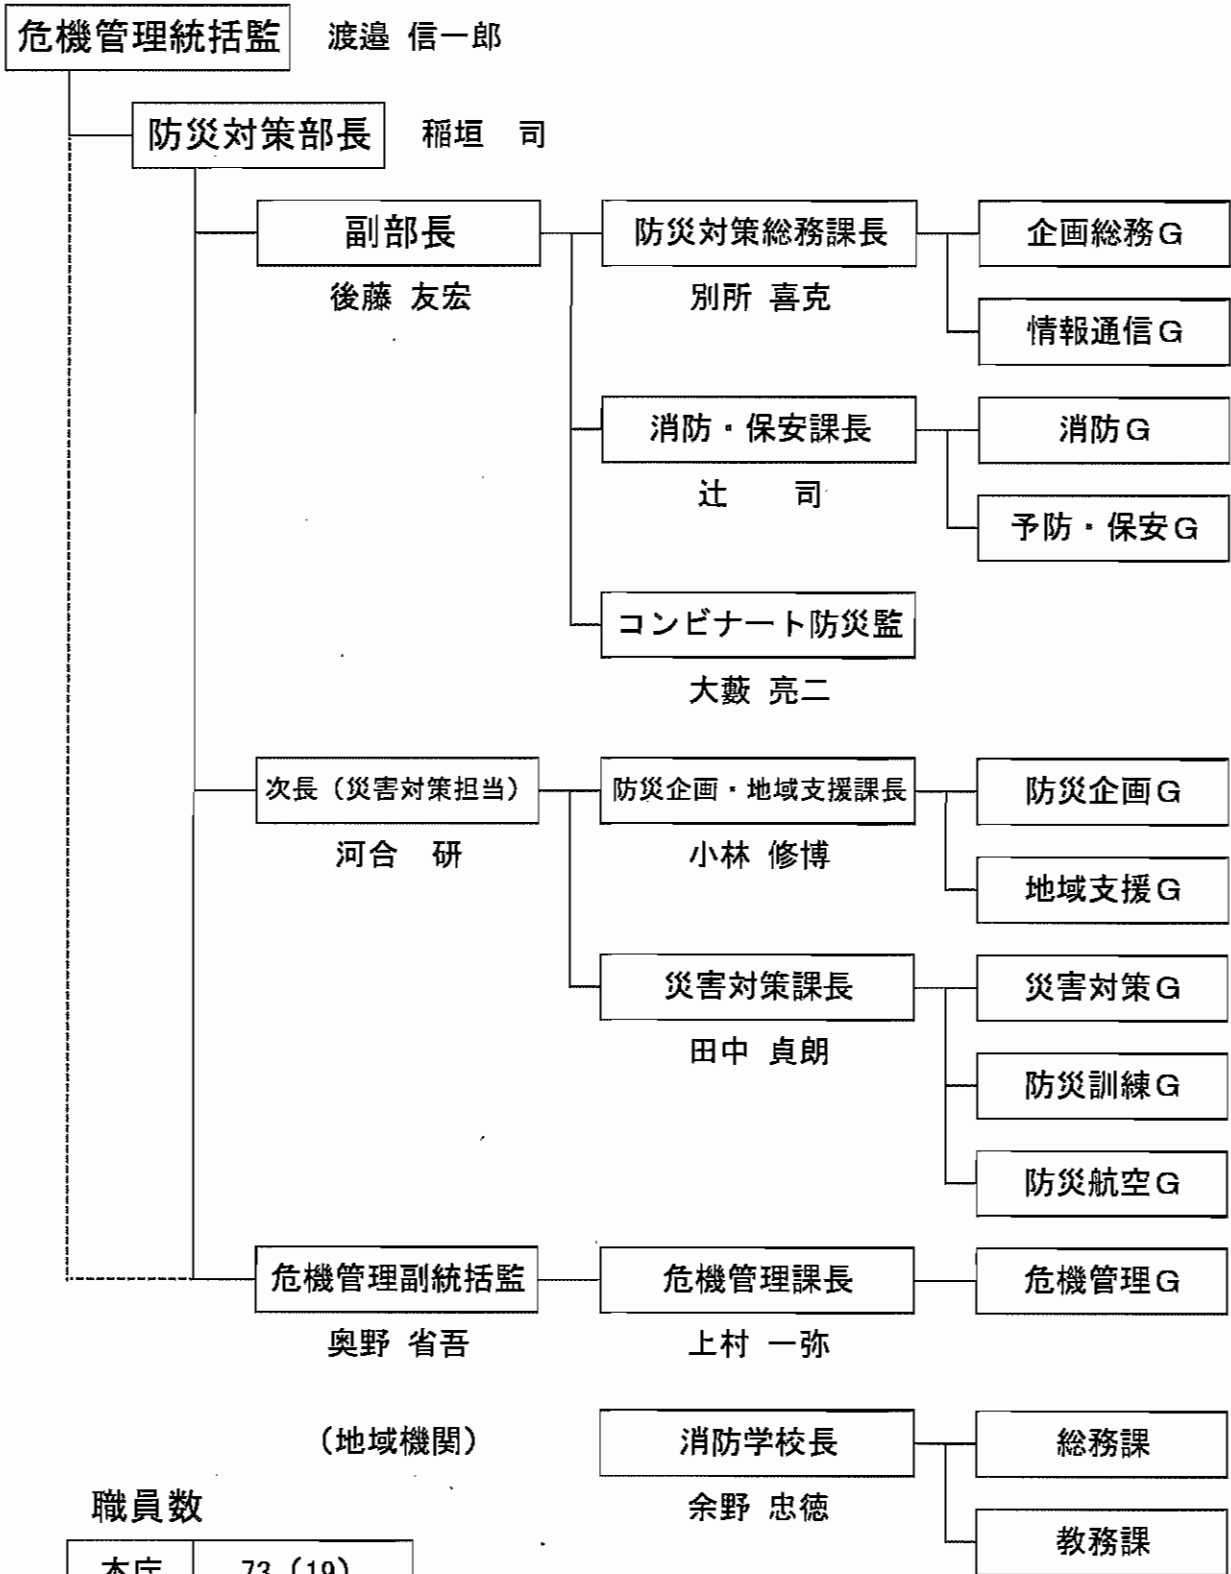 危機管理統括監 渡邉 信一郎
防災対策部長 稲垣 司
副部長 防災対策総務課長 企画総務G
後藤 友宏 別所 喜克
情報通信G
消防・保安課長 消防G
辻 司
予防・保安G
コンビナート防災監
大藪 亮二
次長（災害対策担当） 防災企画・地域支援課長 防災企画G
河合 研 小林 修博
地域支援G
災害対策課長 災害対策G
田中 貞朗
防災訓練G
防災航空G
危機管理副統括監 危機管理課長 危機管理G
奥野 省吾 上村 一弥
（地域機関） 消防学校長 総務課
余野 忠徳
職員数
教務課
本庁 73（19）